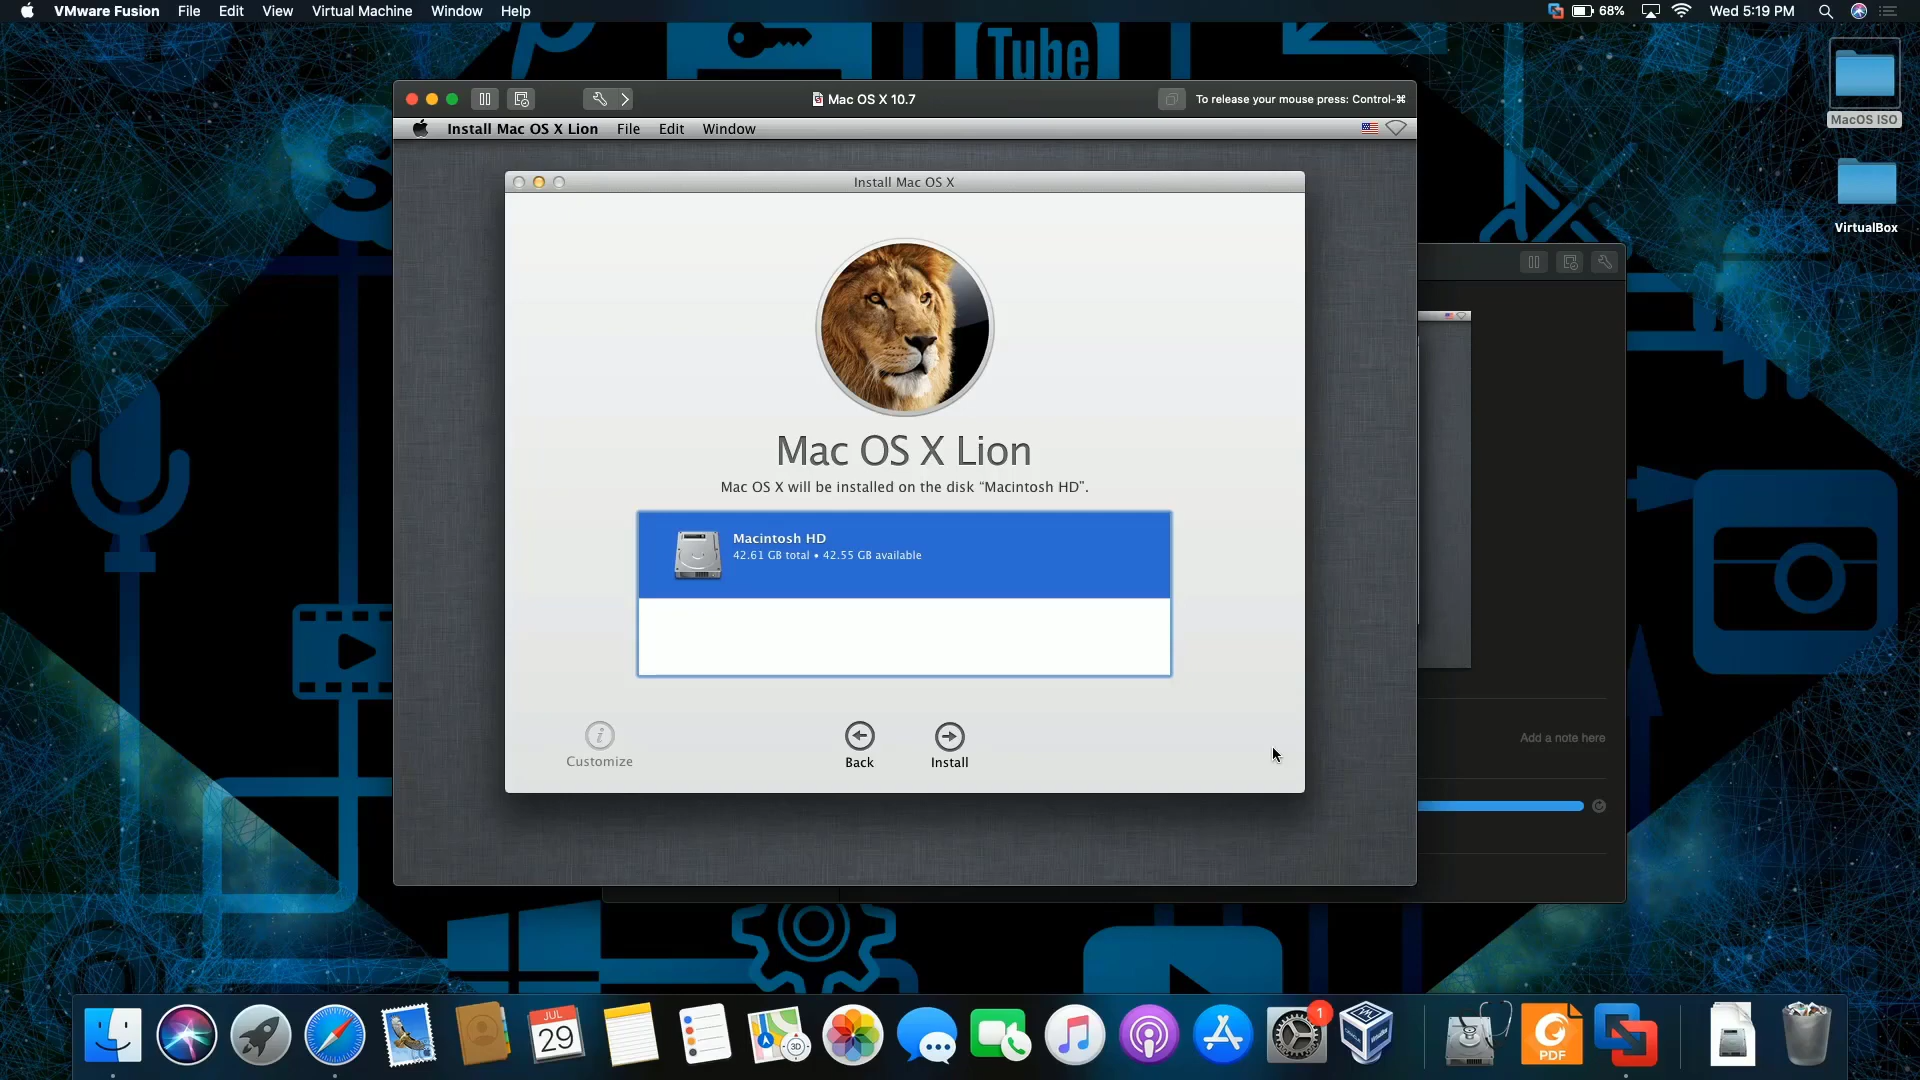 VMware Fusion File Edit View Virtual Machine Window Help 68% Wed 5:19 PM
Tube
Mac OS X 10.7 To release your mouse press: Control-⌘
Install Mac OS X Lion File Edit Window
MacOS ISO
VirtualBox
Install Mac OS X
Mac OS X Lion
Mac OS X will be installed on the disk “Macintosh HD”.
Macintosh HD
42.61 GB total • 42.55 GB available
Customize
Back
Install
Add a note here
JUL
29
3D
1
PDF